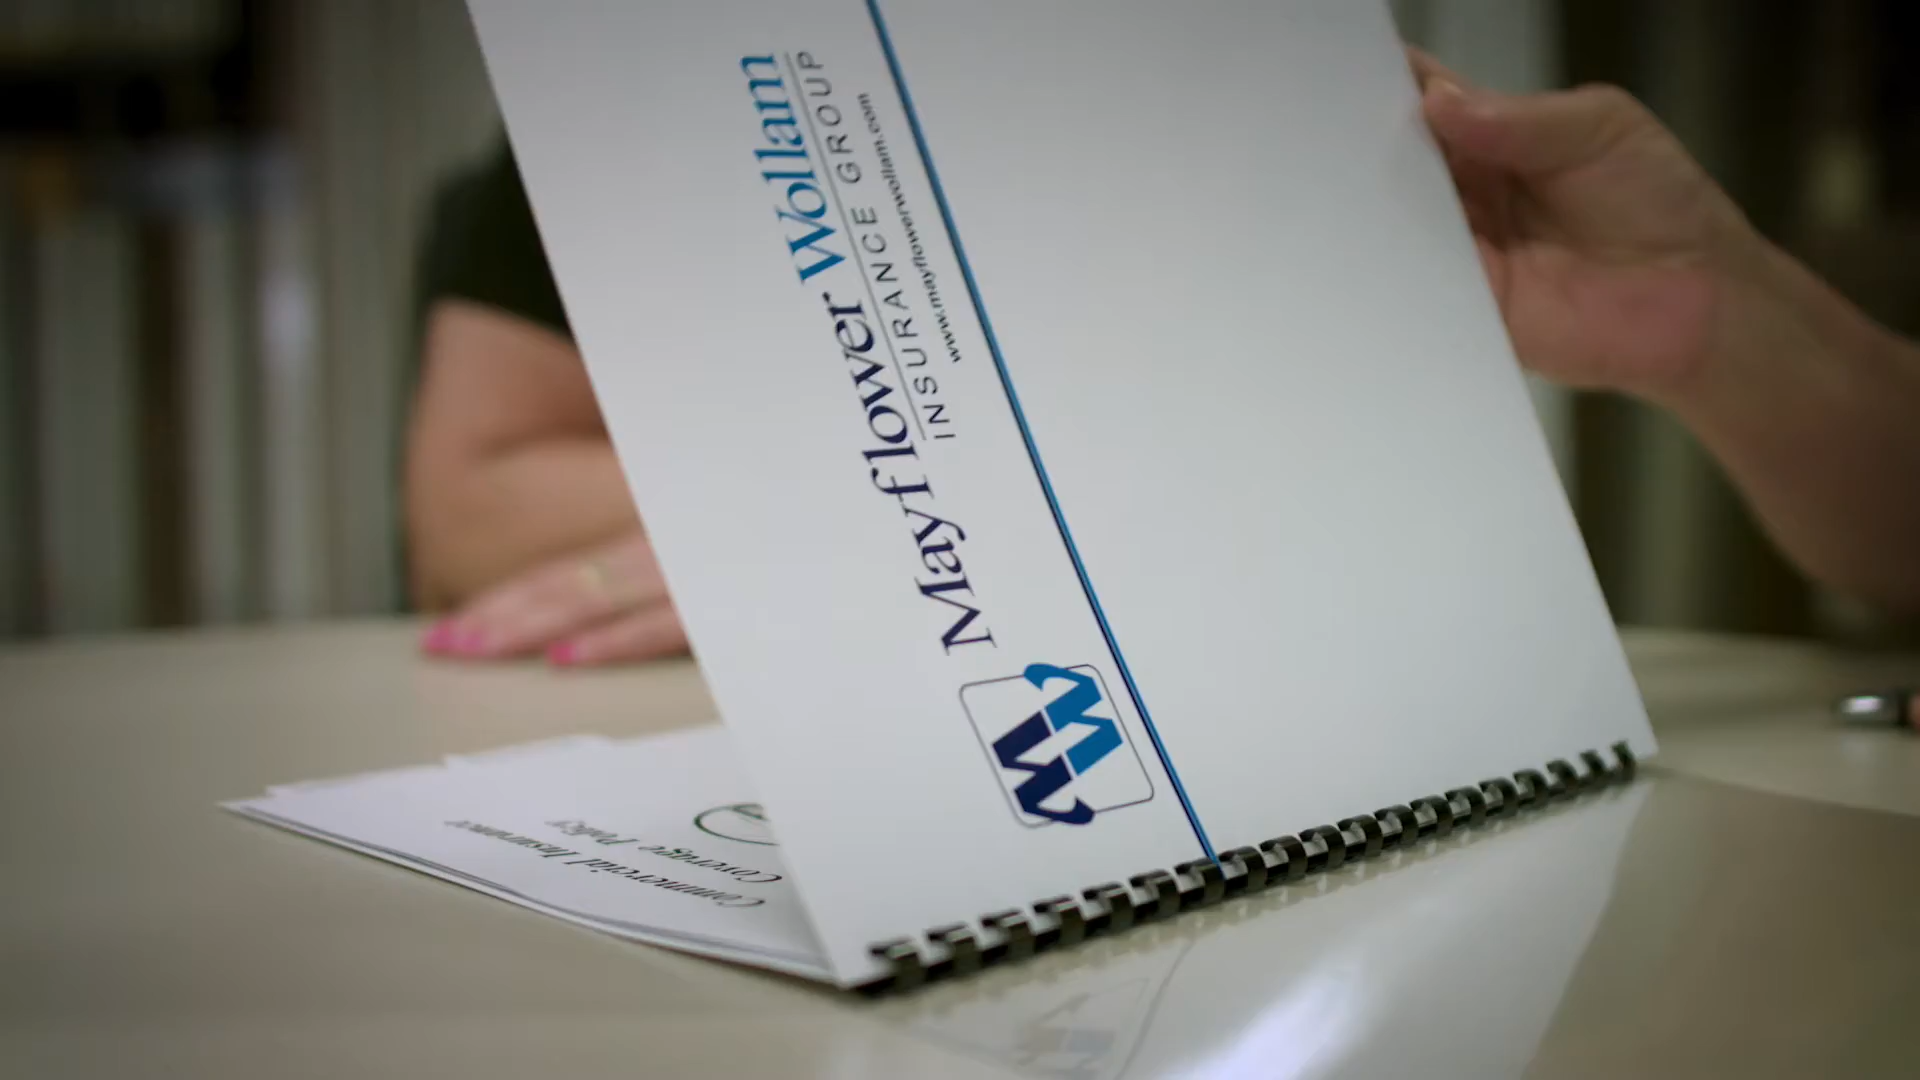 Mayflower Wollam
INSURANCE GROUP
www.mayflowerwollam.com
Commercial Insurance
Coverage Policy